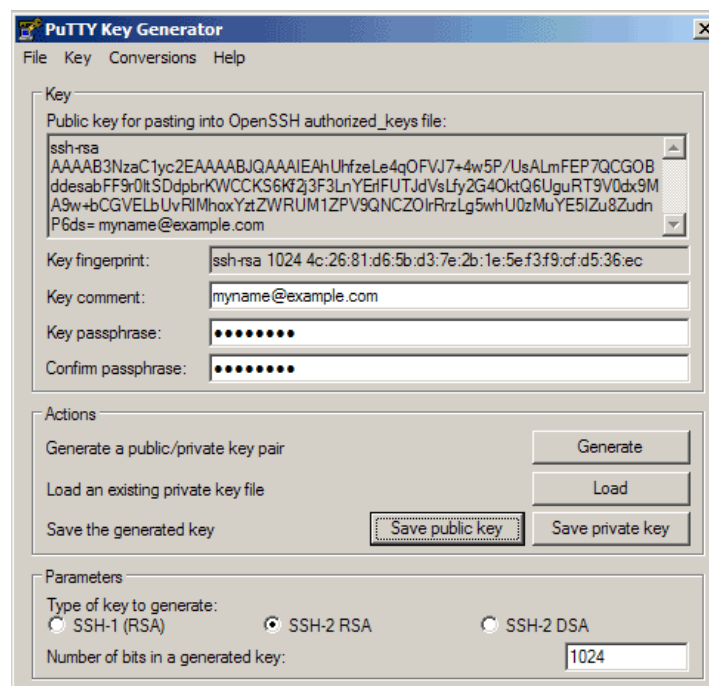 PuTTY Key Generator
File Key Conversions Help
Key
Public key for pasting into OpenSSH authorized_keys file:
ssh-rsa
AAAAB3NzaC1yc2EAAAABJQAAAIEAhUhfzeLe4qOFVJ7+4w5P/UsALmFEP7QCGOB
ddesabFF9r0ltSDdpbrKWCCKS6Kf2j3F3LnYErlFUTJdVsLfy2G4OktQ6UguRT9V0dx9M
A9w+bCGVELbUvRlMhoxYztZWRUM1ZPV9QNCZOlrRrzLg5whU0zMuYE5IZu8Zudn
P6ds= myname@example.com
Key fingerprint: ssh-rsa 1024 4c:26:81:d6:5b:d3:7e:2b:1e:5e:f3:f9:cf:d5:36:ec
Key comment: myname@example.com
Key passphrase: ●●●●●●●●
Confirm passphrase: ●●●●●●●●
Actions
Generate a public/private key pair Generate
Load an existing private key file Load
Save the generated key Save public key Save private key
Parameters
Type of key to generate:
SSH-1 (RSA) SSH-2 RSA SSH-2 DSA
Number of bits in a generated key: 1024